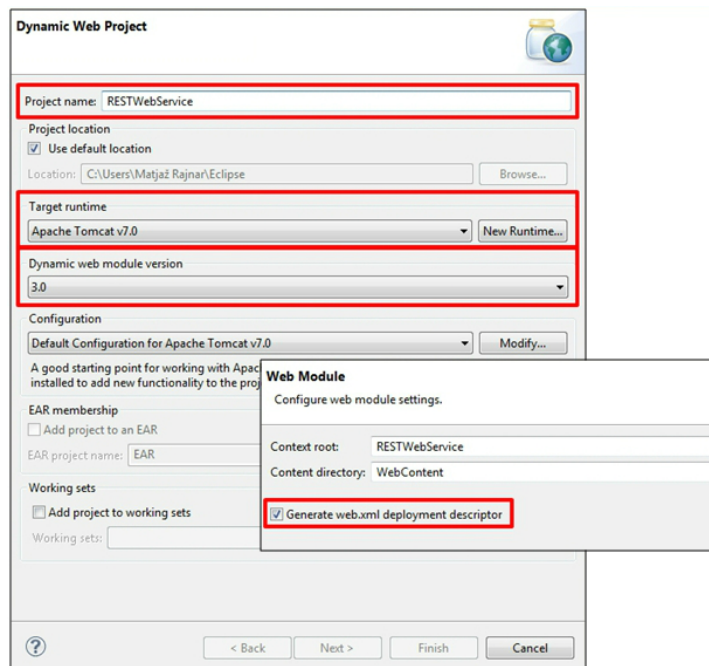 Dynamic Web Project
Project name: RESTWebService
Project location
Use default location
Location: C:\Users\Matjaž Rajnar\Eclipse Browse...
Target runtime
Apache Tomcat v7.0 New Runtime...
Dynamic web module version
3.0
Configuration
Default Configuration for Apache Tomcat v7.0 Modify...
A good starting point for working with Apac
installed to add new functionality to the proj
EAR membership
Add project to an EAR
EAR project name: EAR
Working sets
Add project to working sets
Working sets:
Web Module
Configure web module settings.
Context root: RESTWebService
Content directory: WebContent
Generate web.xml deployment descriptor
? < Back Next > Finish Cancel